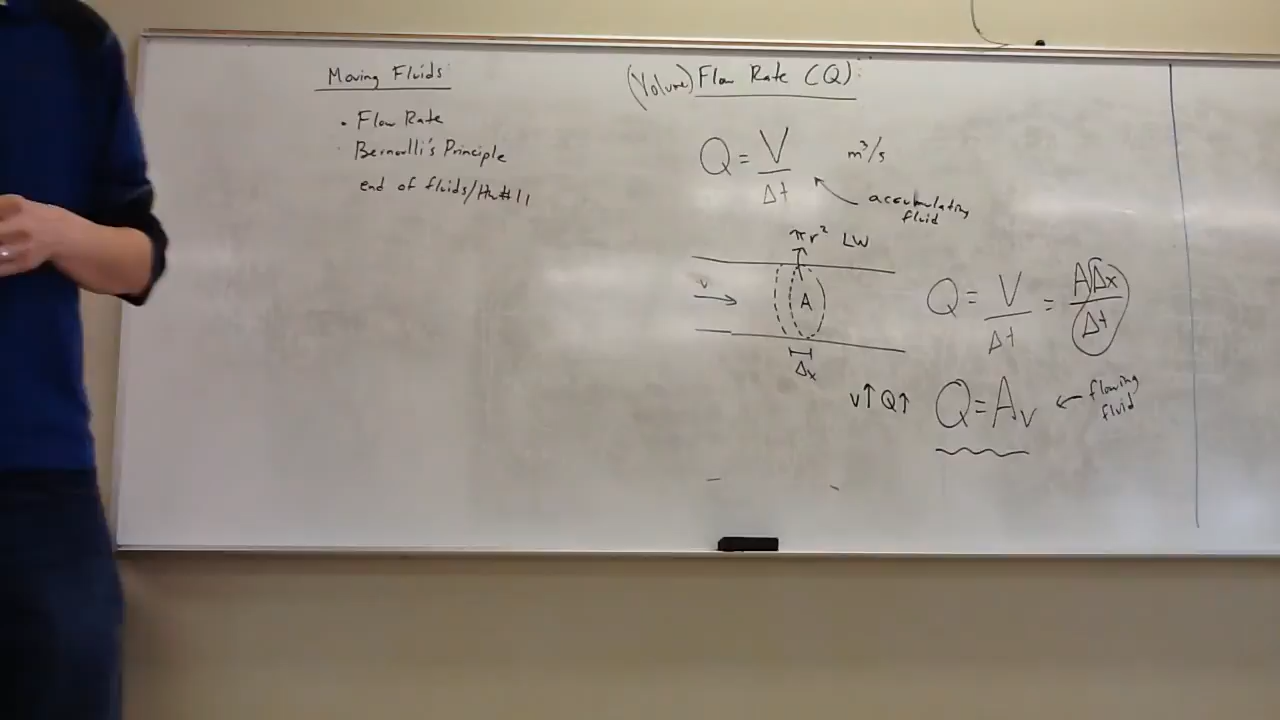 Moving Fluids:
• Flow Rate
· Bernoulli's Principle
end of fluids/Hw#11
(Volume) Flow Rate (Q):
Q = V/Δt m³/s
accumulating
fluid
πr² LW
v
A
Δx
Q = V/Δt = AΔx/Δt
v↑ Q↑ Q = Av ← flowing
fluid